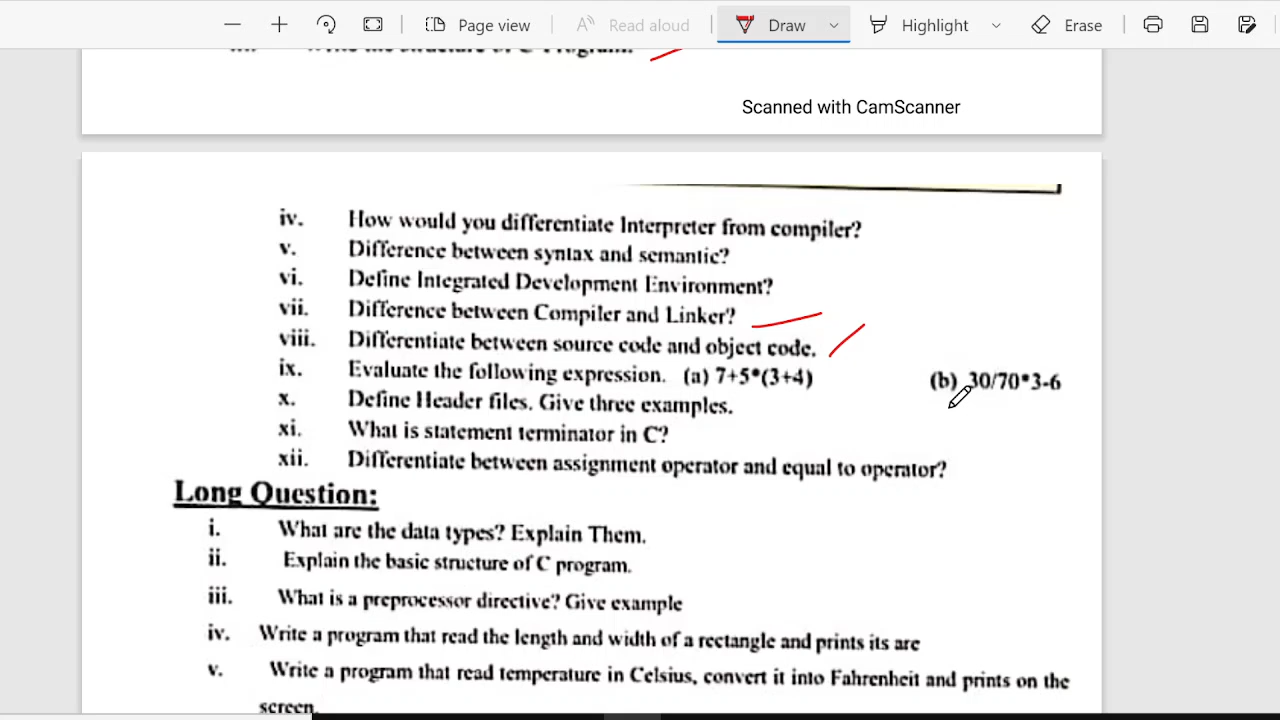 Page view
Read aloud
Draw
Highlight
Erase
Write the structure of C Program.
Scanned with CamScanner
iv. How would you differentiate Interpreter from compiler?
v. Difference between syntax and semantic?
vi. Define Integrated Development Environment?
vii. Difference between Compiler and Linker?
viii. Differentiate between source code and object code.
ix. Evaluate the following expression. (a) 7+5*(3+4) (b) 30/70*3-6
x. Define Header files. Give three examples.
xi. What is statement terminator in C?
xii. Differentiate between assignment operator and equal to operator?
Long Question:
i. What are the data types? Explain Them.
ii. Explain the basic structure of C program.
iii. What is a preprocessor directive? Give example
iv. Write a program that read the length and width of a rectangle and prints its are
v. Write a program that read temperature in Celsius, convert it into Fahrenheit and prints on the
screen.